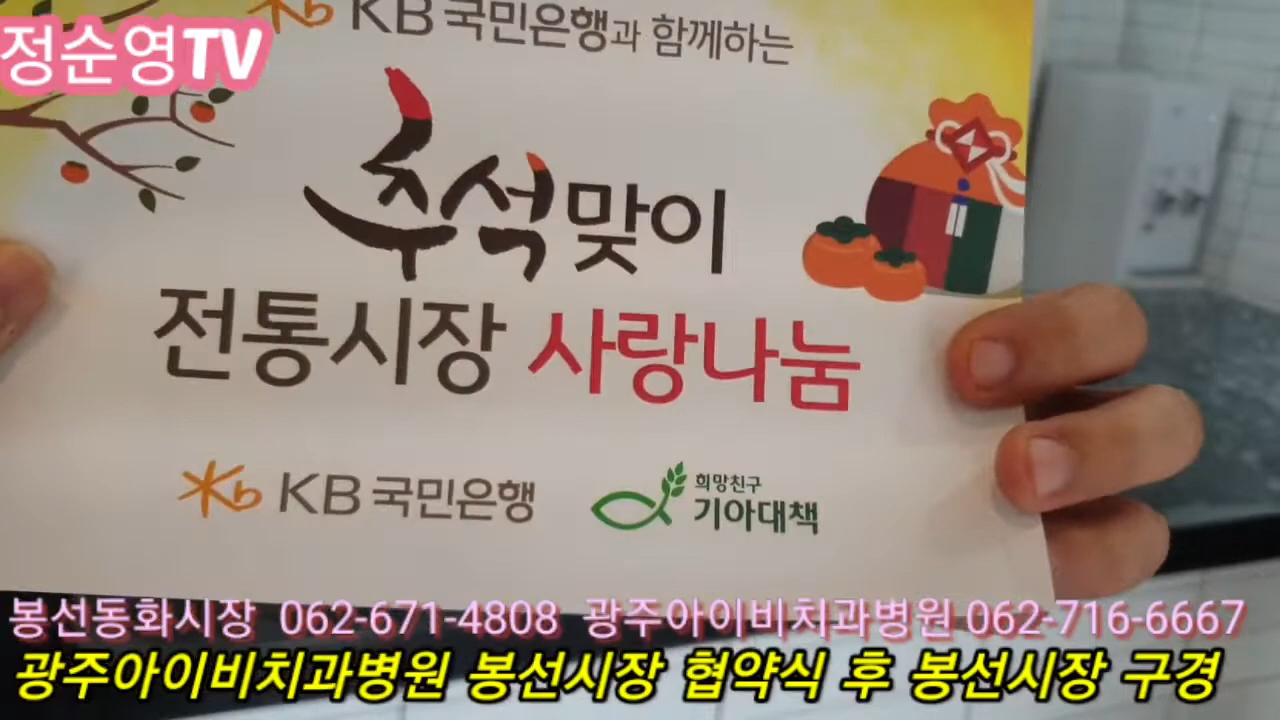 정순영TV
KB 국민은행과 함께하는
추석맞이
전통시장 사랑나눔
KB 국민은행
희망친구
기아대책
봉선동화시장 062-671-4808 광주아이비치과병원 062-716-6667
광주아이비치과병원 봉선시장 협약식 후 봉선시장 구경